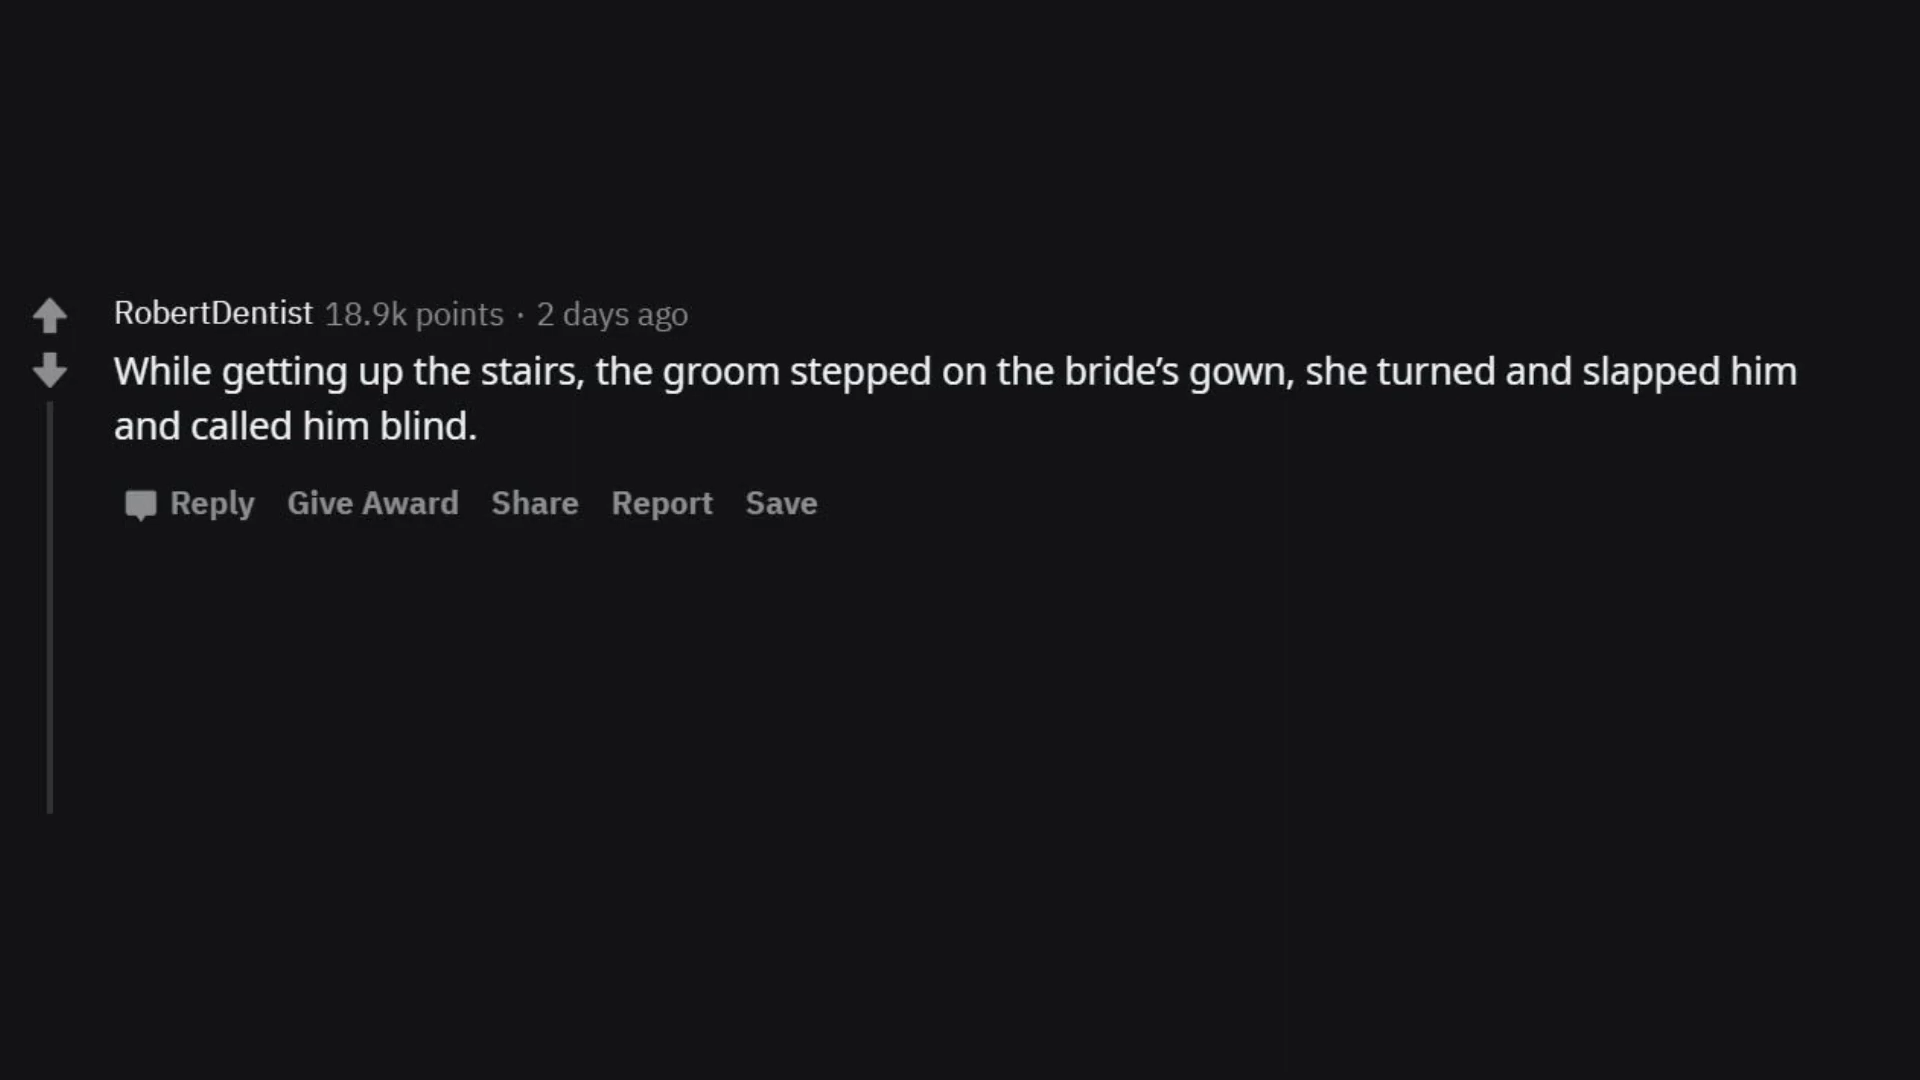 RobertDentist 18.9k points · 2 days ago
While getting up the stairs, the groom stepped on the bride’s gown, she turned and slapped him
and called him blind.
Reply Give Award Share Report Save